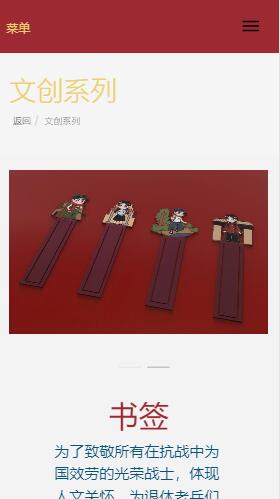 菜单
文创系列
返回 / 文创系列
书签
为了致敬所有在抗战中为
国效劳的光荣战士，体现
人文关怀，为退休老兵们